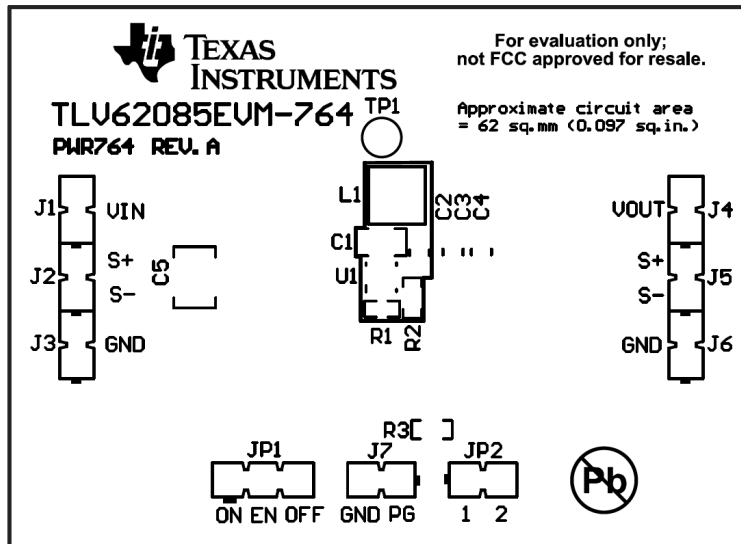 TEXAS
INSTRUMENTS
For evaluation only;
not FCC approved for resale.
TLV62085EVM-764
PWR764 REV. A
TP1
Approximate circuit area
= 62 sq.mm (0.097 sq.in.)
J1 VIN
J2 S+
S-
J3 GND
C5
L1
C1
U1
C2
C3
C4
R1
R2
VOUT J4
S+
J5
S-
GND J6
R3
JP1
J7
JP2
ON EN OFF
GND PG
1 2
Pb